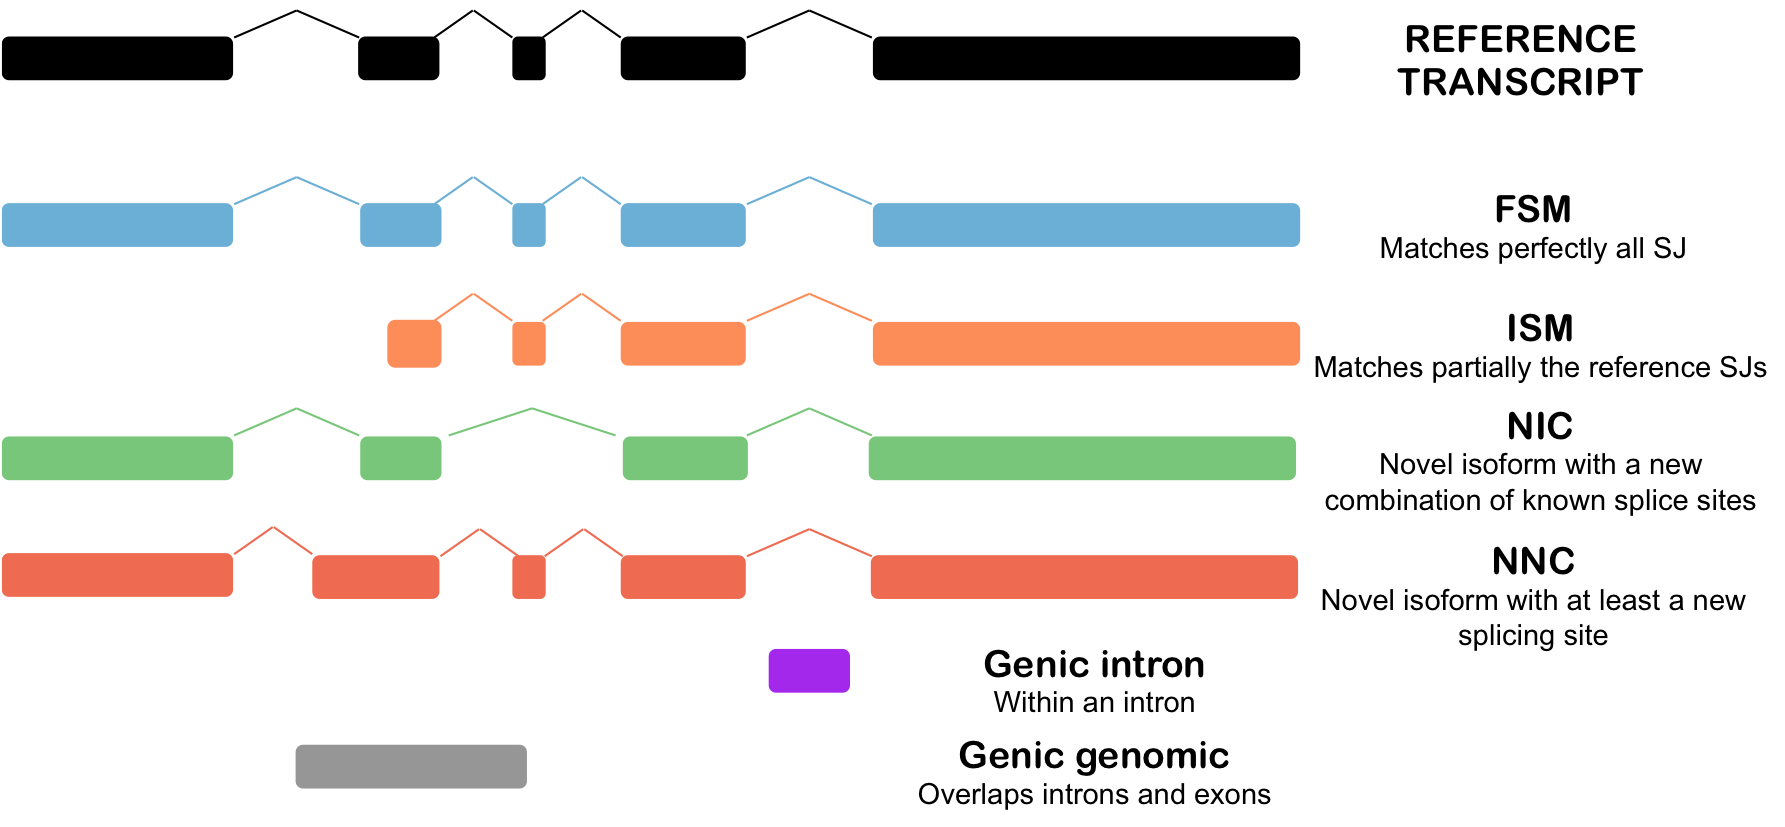 REFERENCE
TRANSCRIPT
FSM
Matches perfectly all SJ
ISM
Matches partially the reference SJs
NIC
Novel isoform with a new
combination of known splice sites
NNC
Novel isoform with at least a new
splicing site
Genic intron
Within an intron
Genic genomic
Overlaps introns and exons